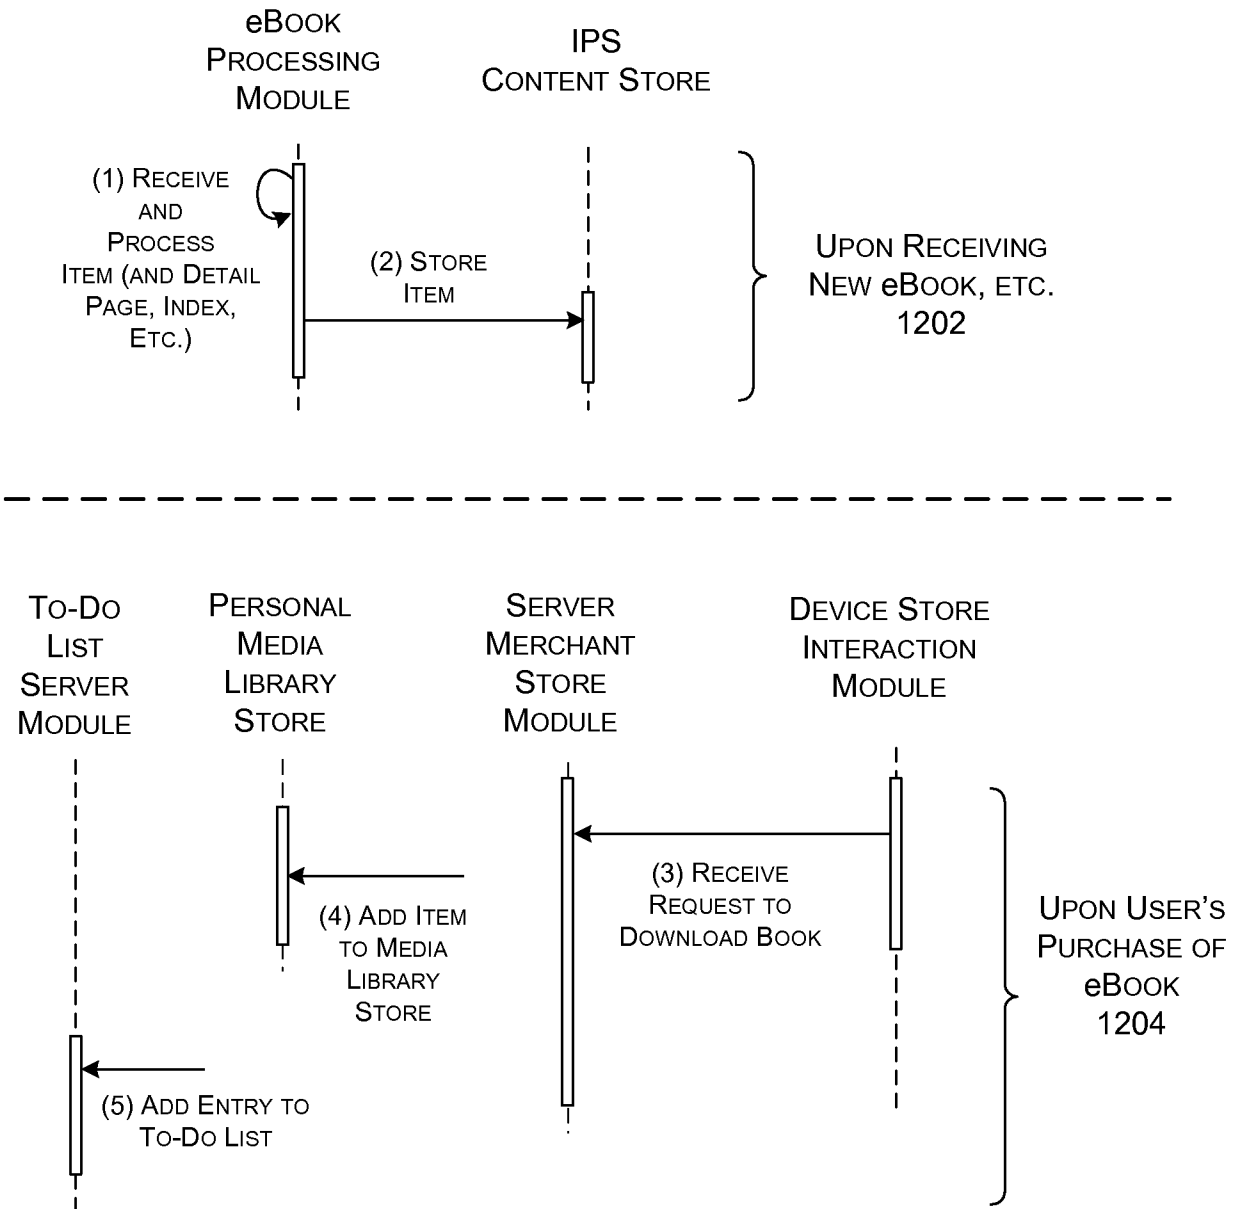 eBOOK
PROCESSING
MODULE
IPS
CONTENT STORE
(1) RECEIVE
AND
PROCESS
ITEM (AND DETAIL
PAGE, INDEX,
ETC.)
(2) STORE
ITEM
UPON RECEIVING
NEW eBOOK, ETC.
1202
TO-DO
LIST
SERVER
MODULE
PERSONAL
MEDIA
LIBRARY
STORE
SERVER
MERCHANT
STORE
MODULE
DEVICE STORE
INTERACTION
MODULE
(3) RECEIVE
REQUEST TO
DOWNLOAD BOOK
(4) ADD ITEM
TO MEDIA
LIBRARY
STORE
(5) ADD ENTRY TO
TO-DO LIST
UPON USER'S
PURCHASE OF
eBOOK
1204